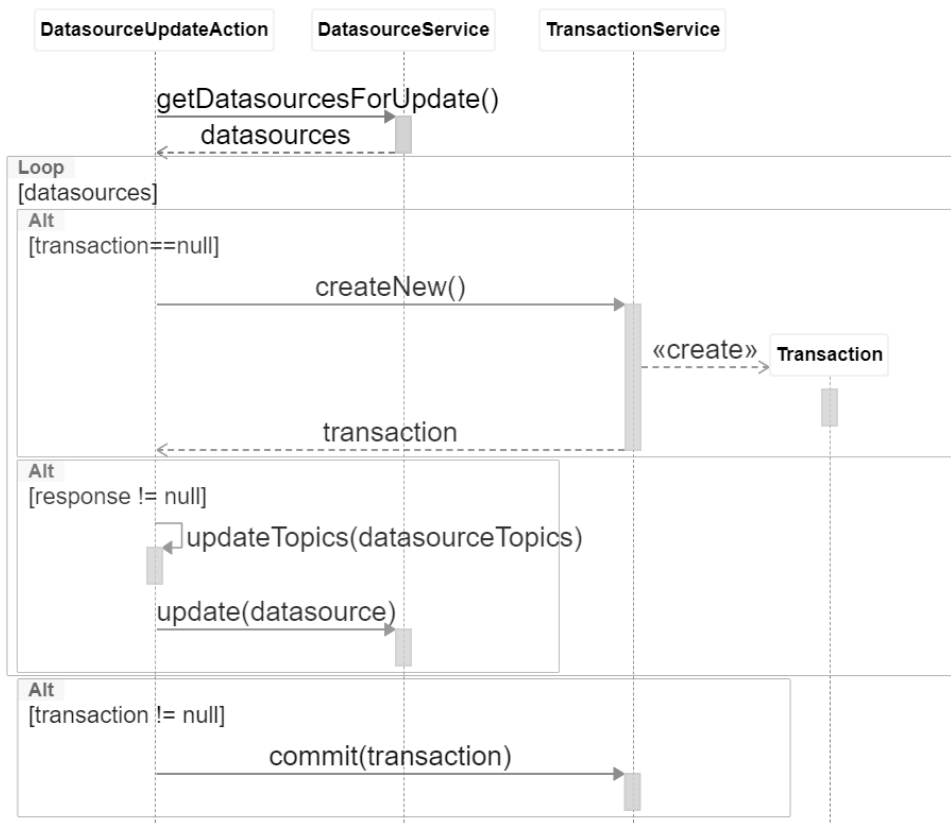 DatasourceUpdateAction
DatasourceService
TransactionService
getDatasourcesForUpdate()
datasources
Loop
[datasources]
Alt
[transaction==null]
createNew()
«create»
Transaction
transaction
Alt
[response != null]
updateTopics(datasourceTopics)
update(datasource)
Alt
[transaction != null]
commit(transaction)